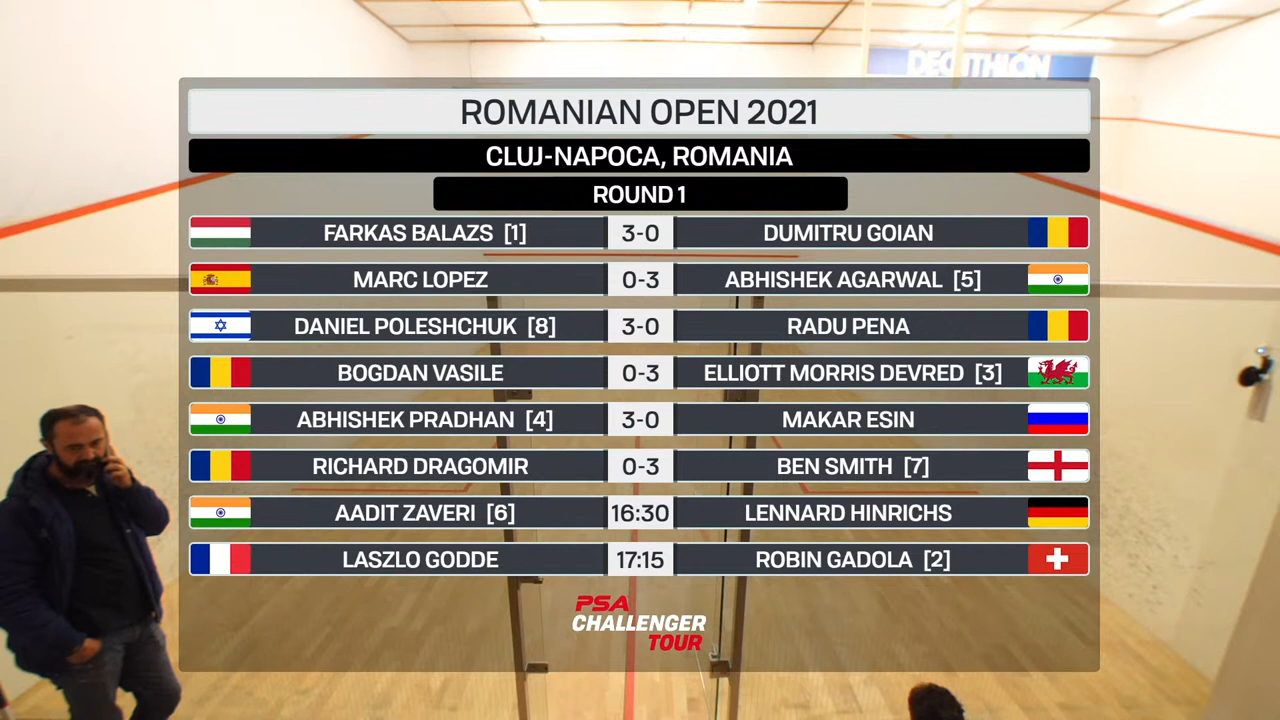 DECATHLON
ROMANIAN OPEN 2021
CLUJ-NAPOCA, ROMANIA
ROUND 1
FARKAS BALAZS [1] 3-0 DUMITRU GOIAN
MARC LOPEZ 0-3 ABHISHEK AGARWAL [5]
DANIEL POLESHCHUK [8] 3-0 RADU PENA
BOGDAN VASILE 0-3 ELLIOTT MORRIS DEVRED [3]
ABHISHEK PRADHAN [4] 3-0 MAKAR ESIN
RICHARD DRAGOMIR 0-3 BEN SMITH [7]
AADIT ZAVERI [6] 16:30 LENNARD HINRICHS
LASZLO GODDE 17:15 ROBIN GADOLA [2]
PSA
CHALLENGER
TOUR